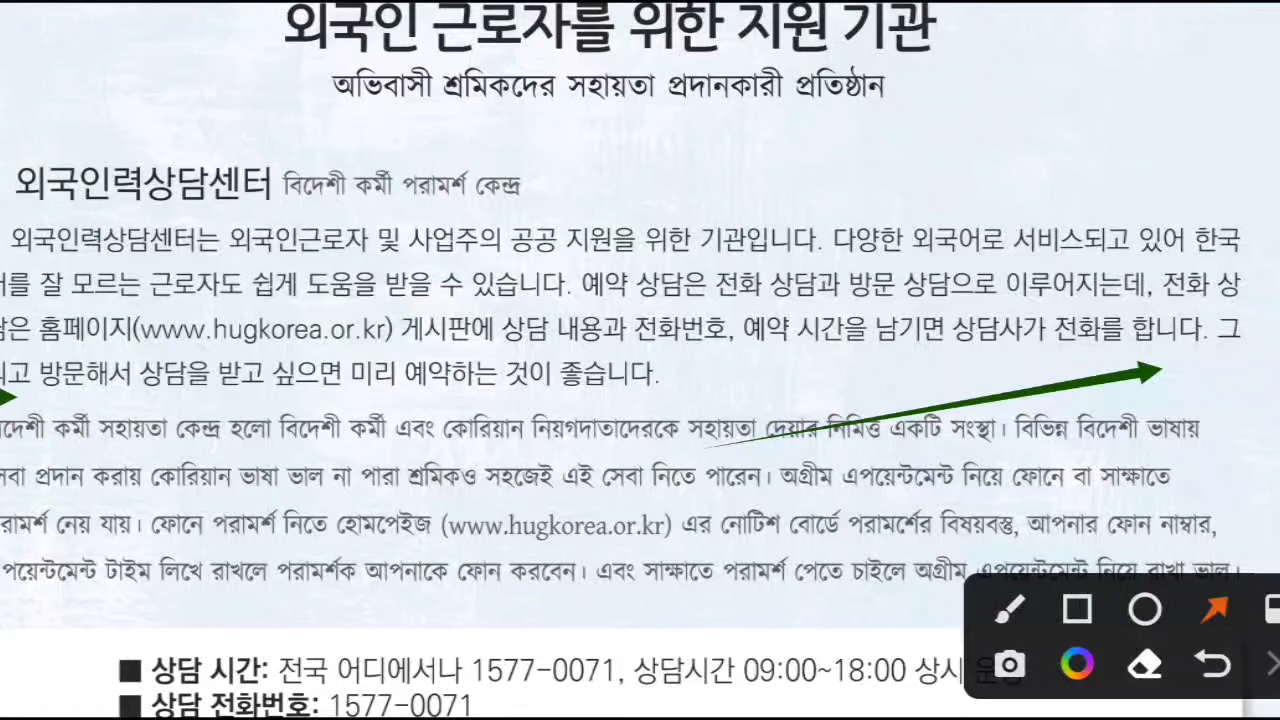 외국인 근로자를 위한 지원 기관
অভিবাসী শ্রমিকদের সহায়তা প্রদানকারী প্রতিষ্ঠান
외국인력상담센터 বিদেশী কর্মী পরামর্শ কেন্দ্র
외국인력상담센터는 외국인근로자 및 사업주의 공공 지원을 위한 기관입니다. 다양한 외국어로 서비스되고 있어 한국
를 잘 모르는 근로자도 쉽게 도움을 받을 수 있습니다. 예약 상담은 전화 상담과 방문 상담으로 이루어지는데, 전화 상
은 홈페이지(www.hugkorea.or.kr) 게시판에 상담 내용과 전화번호, 예약 시간을 남기면 상담사가 전화를 합니다. 그
고 방문해서 상담을 받고 싶으면 미리 예약하는 것이 좋습니다.
দেশী কর্মী সহায়তা কেন্দ্র হলো বিদেশী কর্মী এবং কোরিয়ান নিয়গদাতাদেরকে সহায়তা দেয়ার নিমিত্ত একটি সংস্থা। বিভিন্ন বিদেশী ভাষায়
সেবা প্রদান করায় কোরিয়ান ভাষা ভাল না পারা শ্রমিকও সহজেই এই সেবা নিতে পারেন। অগ্রীম এপয়েন্টমেন্ট নিয়ে ফোনে বা সাক্ষাতে
রামর্শ নেয় যায়। ফোনে পরামর্শ নিতে হোমপেইজ (www.hugkorea.or.kr) এর নোটিশ বোর্ডে পরামর্শের বিষয়বস্তু, আপনার ফোন নাম্বার,
পয়েন্টমেন্ট টাইম লিখে রাখলে পরামর্শক আপনাকে ফোন করবেন। এবং সাক্ষাতে পরামর্শ পেতে চাইলে অগ্রীম এপয়েন্টমেন্ট নিয়ে রাখা ভাল।
■ 상담 시간: 전국 어디에서나 1577-0071, 상담시간 09:00~18:00 상시 운영
■ 상담 전화번호: 1577-0071